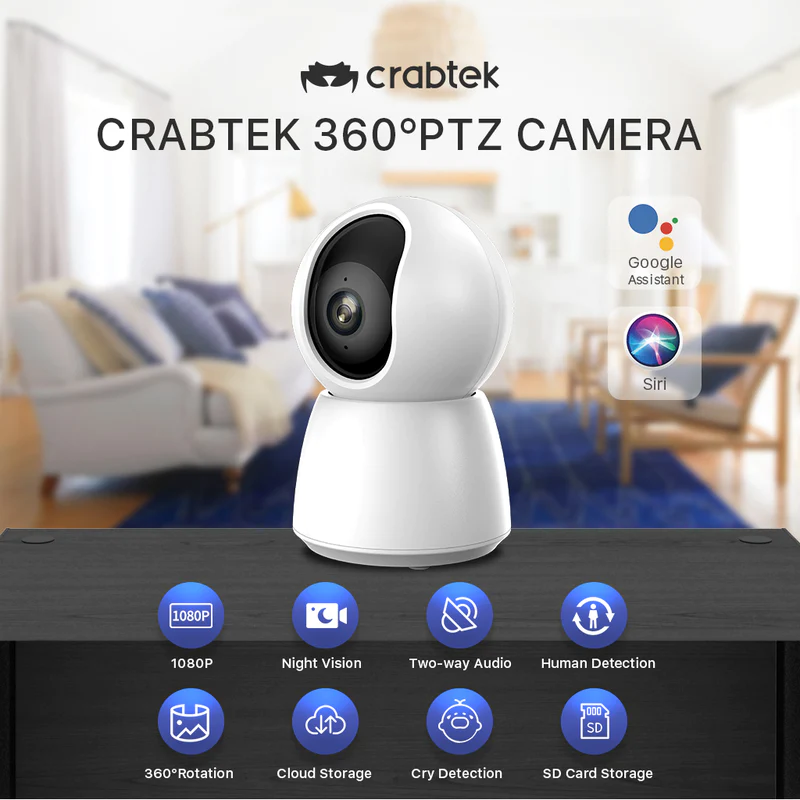 crabtek
CRABTEK 360°PTZ CAMERA
Google
Assistant
Siri
1080P
1080P
Night Vision
Two-way Audio
Human Detection
SD
360°Rotation
Cloud Storage
Cry Detection
SD Card Storage